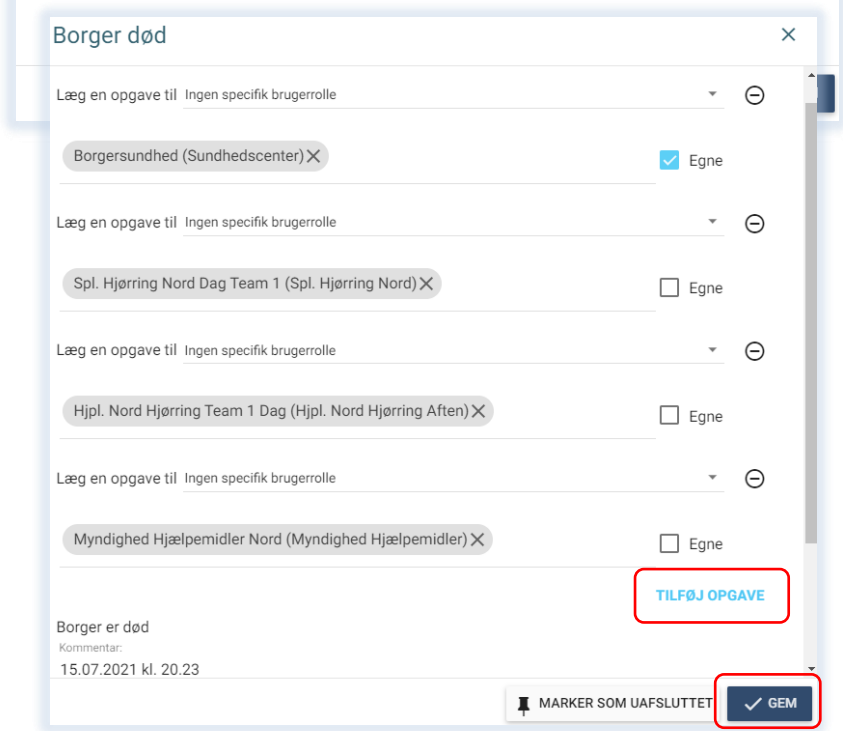 Borger død
Læg en opgave til Ingen specifik brugerrolle
Borgersundhed (Sundhedscenter)
Egne
Læg en opgave til Ingen specifik brugerrolle
Spl. Hjørring Nord Dag Team 1 (Spl. Hjørring Nord)
Egne
Læg en opgave til Ingen specifik brugerrolle
Hjpl. Nord Hjørring Team 1 Dag (Hjpl. Nord Hjørring Aften)
Egne
Læg en opgave til Ingen specifik brugerrolle
Myndighed Hjælpemidler Nord (Myndighed Hjælpemidler)
Egne
TILFØJ OPGAVE
Borger er død
Kommentar:
15.07.2021 kl. 20.23
MARKER SOM UAFSLUTTET
GEM